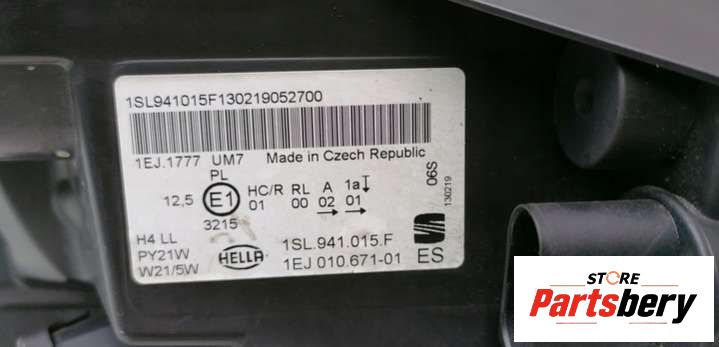 1SL941015F130219052700
1EJ.1777 UM7 Made in Czech Republic
PL
12,5 E1 HC/R RL A 1a
01 00 02 01
3215
H4 LL
PY21W
W21/5W
HELLA
1SL.941.015.F
1EJ 010.671-01
ES
06S
130219
STORE
Partsbery